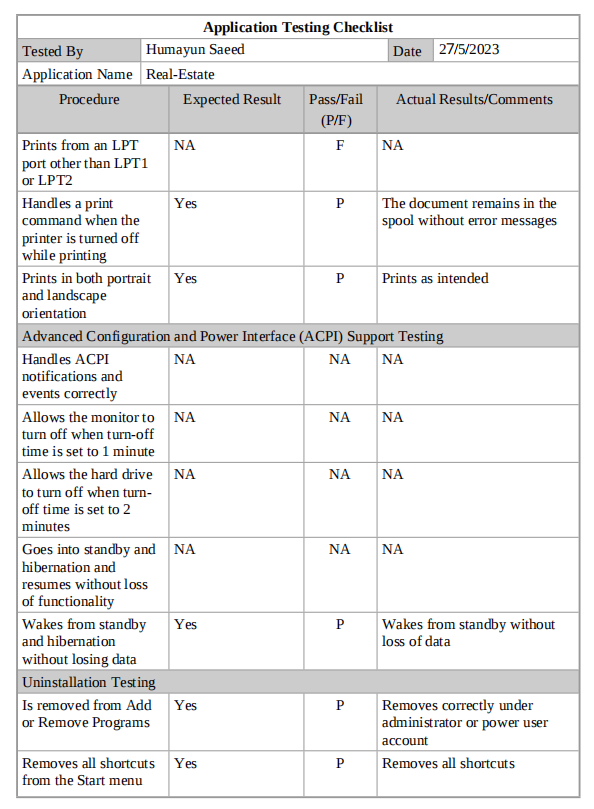 Application Testing Checklist
Tested By Humayun Saeed Date 27/5/2023
Application Name Real-Estate
Procedure Expected Result Pass/Fail (P/F) Actual Results/Comments
Prints from an LPT NA F NA
port other than LPT1
or LPT2
Handles a print Yes P The document remains in the
command when the spool without error messages
printer is turned off
while printing
Prints in both portrait Yes P Prints as intended
and landscape
orientation
Advanced Configuration and Power Interface (ACPI) Support Testing
Handles ACPI NA NA NA
notifications and
events correctly
Allows the monitor to NA NA NA
turn off when turn-off
time is set to 1 minute
Allows the hard drive NA NA NA
to turn off when turn-
off time is set to 2
minutes
Goes into standby and NA NA NA
hibernation and
resumes without loss
of functionality
Wakes from standby Yes P Wakes from standby without
and hibernation loss of data
without losing data
Uninstallation Testing
Is removed from Add Yes P Removes correctly under
or Remove Programs administrator or power user
account
Removes all shortcuts Yes P Removes all shortcuts
from the Start menu